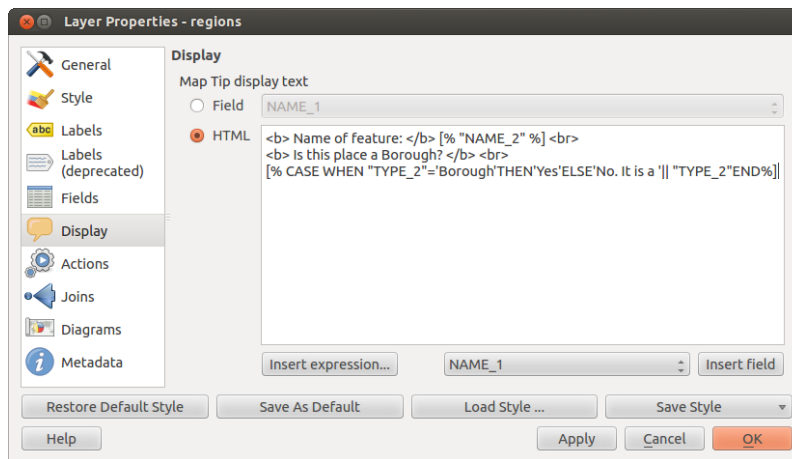 Layer Properties - regions
General
Style
abc Labels
Labels
(deprecated)
Fields
Display
Actions
Joins
Diagrams
i Metadata
Display
Map Tip display text
Field NAME_1
HTML
<b> Name of feature: </b> [% "NAME_2" %] <br>
<b> Is this place a Borough? </b> <br>
[% CASE WHEN "TYPE_2"='Borough'THEN'Yes'ELSE'No. It is a '|| "TYPE_2"END%]
Insert expression... NAME_1 Insert field
Restore Default Style Save As Default Load Style ... Save Style
Help Apply Cancel OK